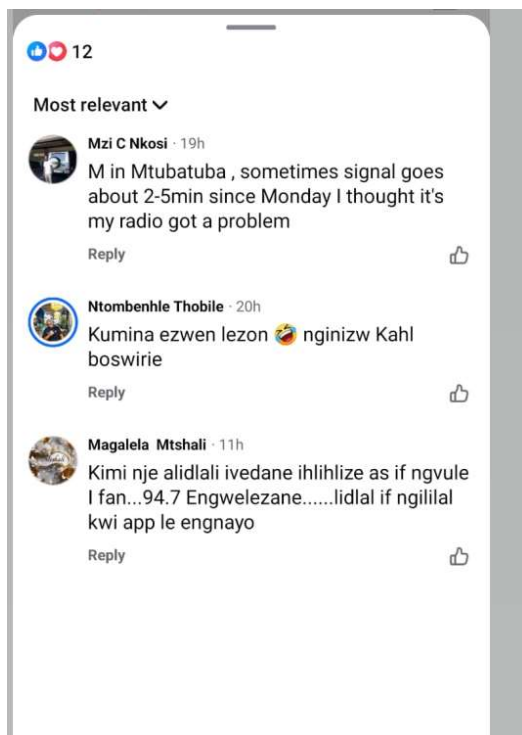 12
Most relevant
Mzi C Nkosi · 19h
M in Mtubatuba , sometimes signal goes
about 2-5min since Monday I thought it's
my radio got a problem
Reply
Ntombenhle Thobile · 20h
Kumina ezwen lezon 🤣 nginizw Kahl
boswirie
Reply
Magalela Mtshali · 11h
Kimi nje alidlali ivedane ihlihlize as if ngvule
I fan...94.7 Engwelezane......lidlal if ngililal
kwi app le engnayo
Reply